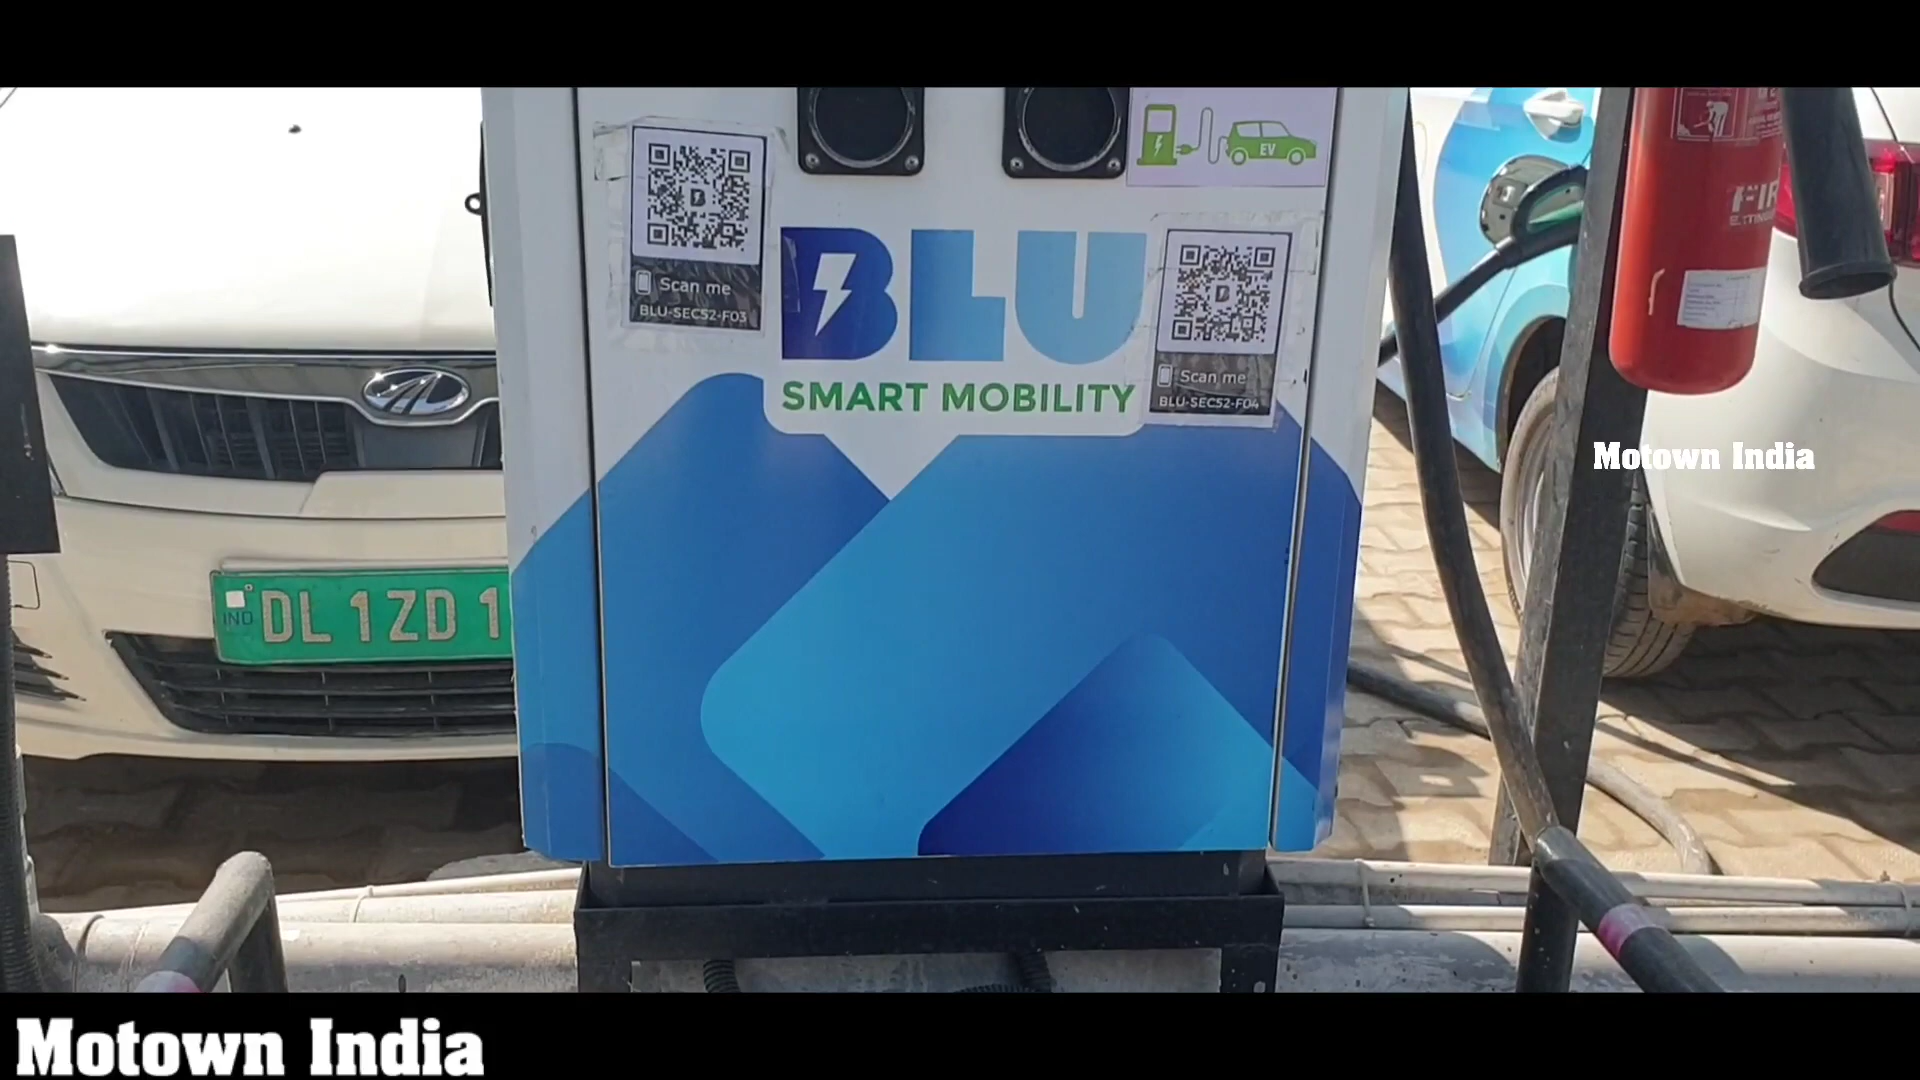 EV
Scan me
BLU-SEC52-F03
BLU
SMART MOBILITY
Scan me
BLU-SEC52-F04
IND
DL 1ZD 1
Motown India
Motown India